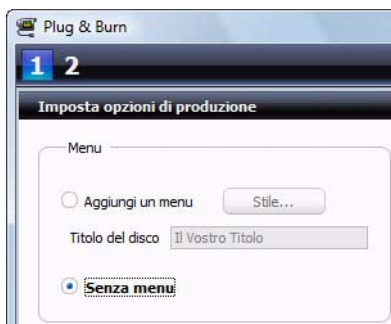 Plug & Burn
1 2
Imposta opzioni di produzione
Menu
Aggiungi un menu Stile...
Titolo del disco Il Vostro Titolo
Senza menu